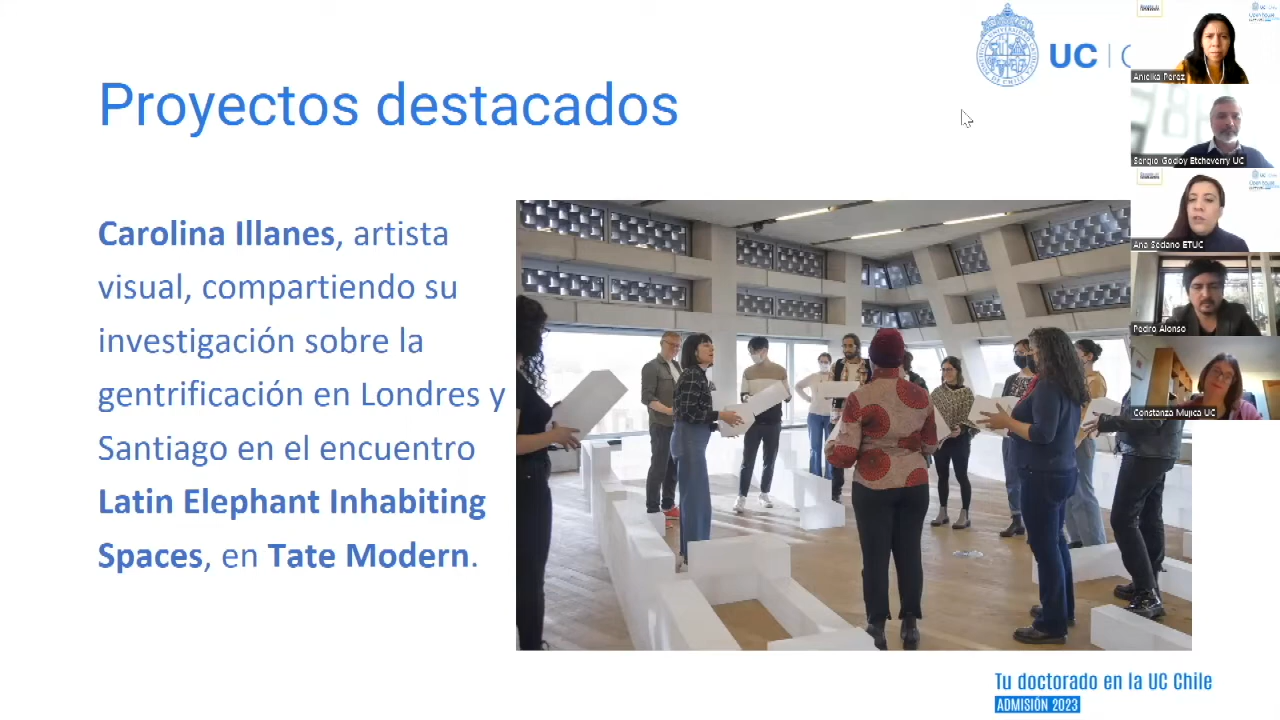 Proyectos destacados
UC
Carolina Illanes, artista
visual, compartiendo su
investigación sobre la
gentrificación en Londres y
Santiago en el encuentro
Latin Elephant Inhabiting
Spaces, en Tate Modern.
Tu doctorado en la UC Chile
ADMISIÓN 2023
Anielka Pérez
Sergio Godoy Etcheverry UC
Ana Sedano ETUC
Pedro Alonso
Constanza Mujica UC